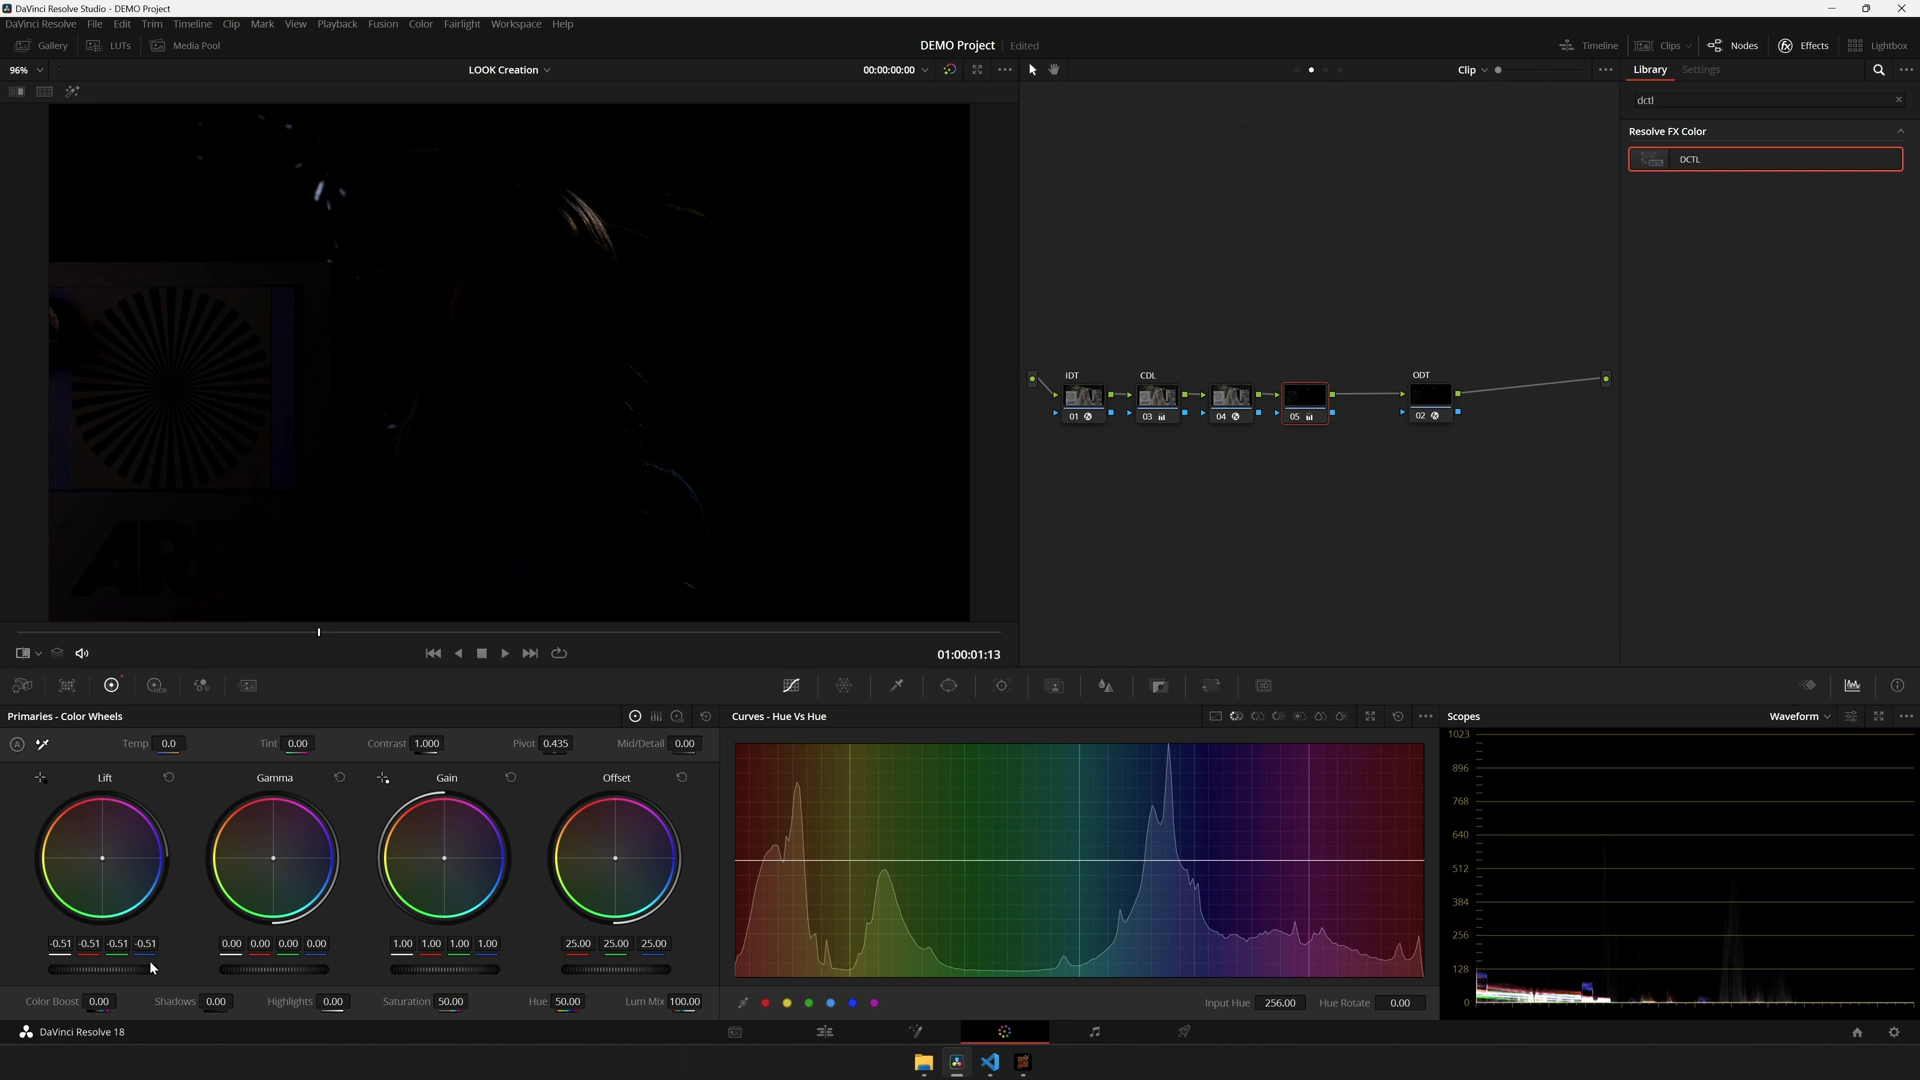 DaVinci Resolve Studio - DEMO Project
DaVinci Resolve File Edit Trim Timeline Clip Mark View Playback Fusion Color Fairlight Workspace Help
Gallery LUTs Media Pool DEMO Project Edited Timeline Clips Nodes Effects Lightbox
96% LOOK Creation 00:00:00:00 Clip Library Settings
dctl
Resolve FX Color
DCTL DCTL
IDT CDL ODT
01 03 04 05 02
01:00:01:13
HDR 3D
Primaries - Color Wheels Curves - Hue Vs Hue Scopes Waveform
A Temp 0.0 Tint 0.00 Contrast 1.000 Pivot 0.435 Mid/Detail 0.00
Lift Gamma Gain Offset
-0.51 -0.51 -0.51 -0.51 0.00 0.00 0.00 0.00 1.00 1.00 1.00 1.00 25.00 25.00 25.00
Color Boost 0.00 Shadows 0.00 Highlights 0.00 Saturation 50.00 Hue 50.00 Lum Mix 100.00
Input Hue 256.00 Hue Rotate 0.00
1023
896
768
640
512
384
256
128
0
DaVinci Resolve 18